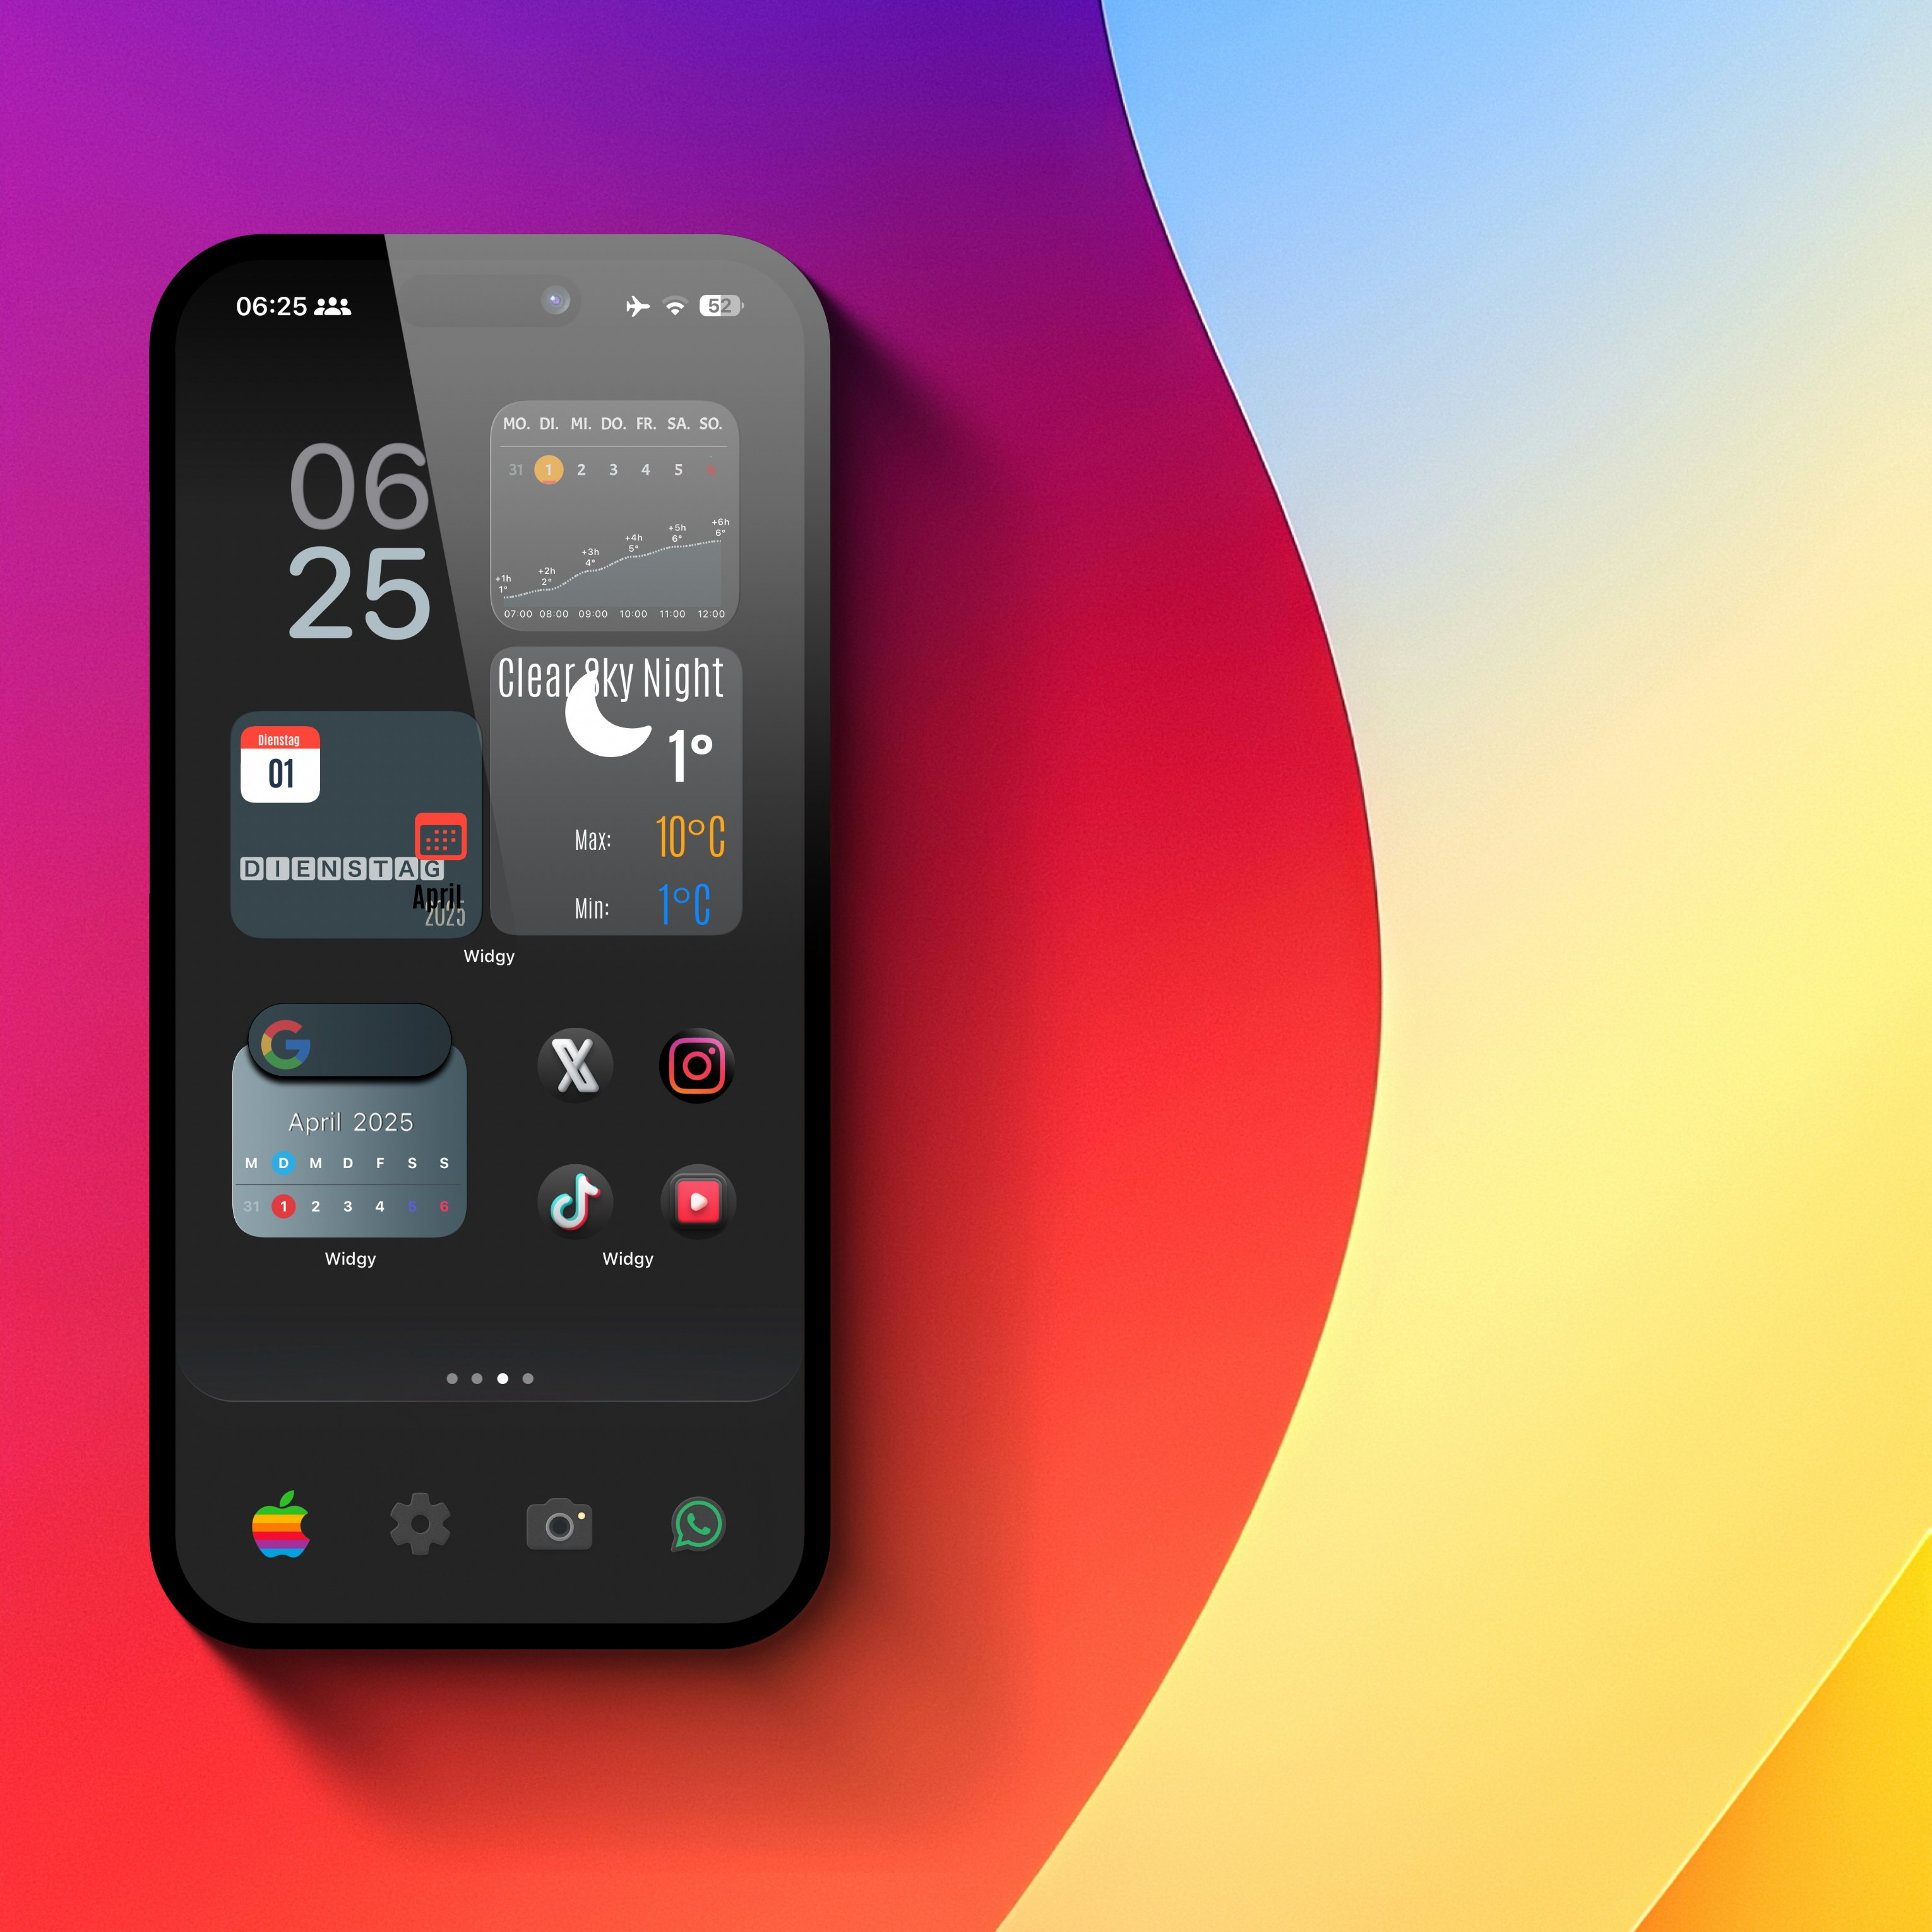 06:25
52
06
25
MO. DI. MI. DO. FR. SA. SO.
31 1 2 3 4 5 6
+1h +2h +3h +4h +5h +6h
1° 2° 4° 5° 6° 6°
07:00 08:00 09:00 10:00 11:00 12:00
Clear Sky Night
1°
Max: 10°C
Min: 1°C
Dienstag
01
DIENSTAG
April
2025
Widgy
G
April 2025
M D M D F S S
31 1 2 3 4 5 6
Widgy
X
Widgy